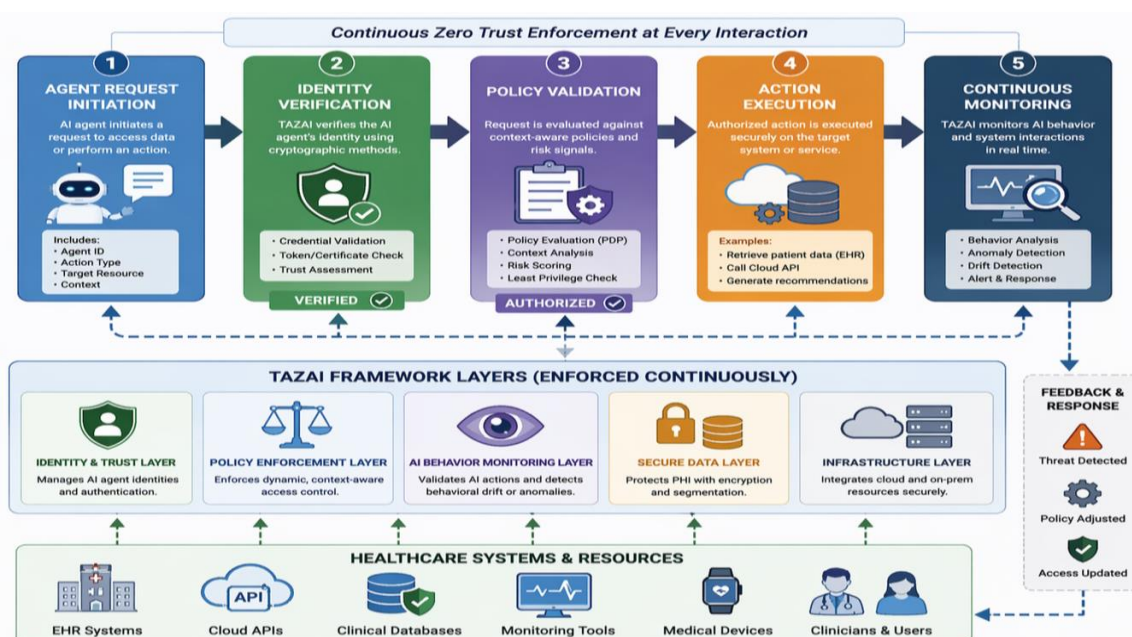 Continuous Zero Trust Enforcement at Every Interaction
1
AGENT REQUEST
INITIATION
AI agent initiates a
request to access data
or perform an action.
Includes:
• Agent ID
• Action Type
• Target Resource
• Context
2
IDENTITY
VERIFICATION
TAZAI verifies the AI
agent's identity using
cryptographic methods.
• Credential Validation
• Token/Certificate Check
• Trust Assessment
VERIFIED
3
POLICY VALIDATION
Request is evaluated against
context-aware policies and
risk signals.
• Policy Evaluation (PDP)
• Context Analysis
• Risk Scoring
• Least Privilege Check
AUTHORIZED
4
ACTION
EXECUTION
Authorized action is executed
securely on the target
system or service.
Examples:
• Retrieve patient data (EHR)
• Call Cloud API
• Generate recommendations
5
CONTINUOUS
MONITORING
TAZAI monitors AI behavior
and system interactions
in real time.
• Behavior Analysis
• Anomaly Detection
• Drift Detection
• Alert & Response
TAZAI FRAMEWORK LAYERS (ENFORCED CONTINUOUSLY)
IDENTITY & TRUST LAYER
Manages AI agent identities
and authentication.
POLICY ENFORCEMENT LAYER
Enforces dynamic, context-aware
access control.
AI BEHAVIOR MONITORING LAYER
Validates AI actions and detects
behavioral drift or anomalies.
SECURE DATA LAYER
Protects PHI with encryption
and segmentation.
INFRASTRUCTURE LAYER
Integrates cloud and on-prem
resources securely.
FEEDBACK &
RESPONSE
Threat Detected
Policy Adjusted
Access Updated
HEALTHCARE SYSTEMS & RESOURCES
EHR Systems
API
Cloud APIs
Clinical Databases
Monitoring Tools
Medical Devices
Clinicians & Users